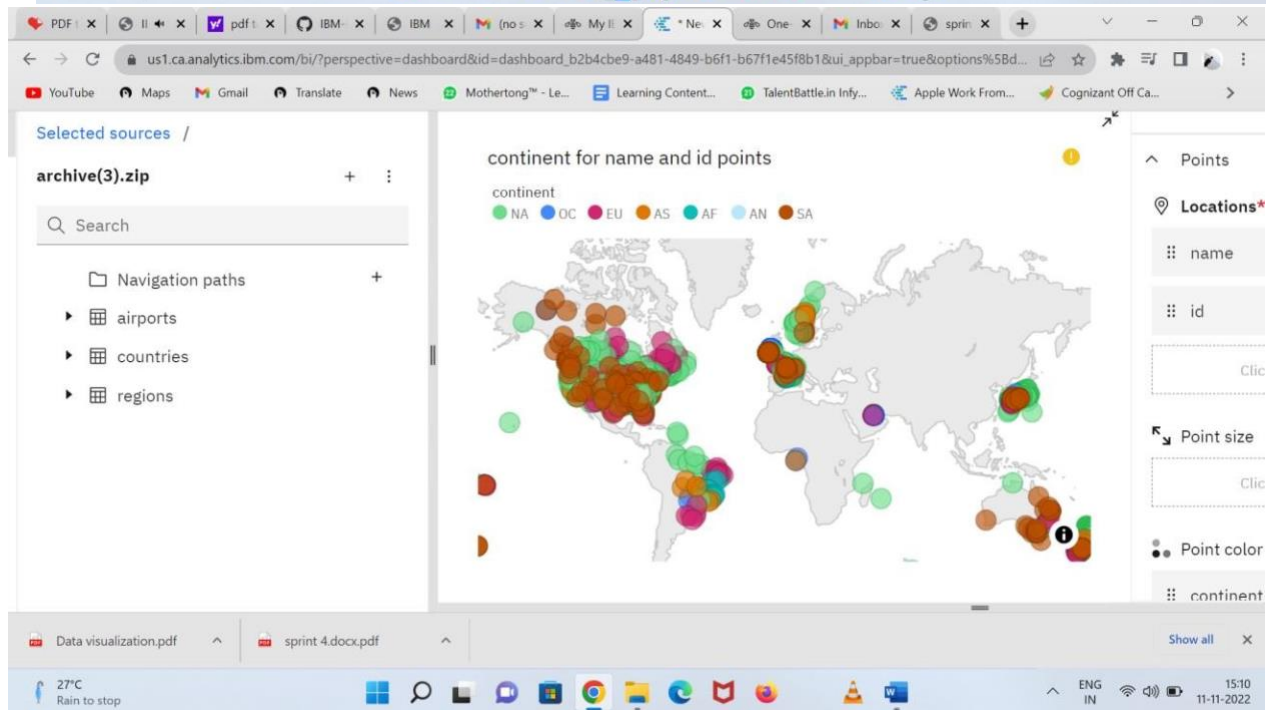 PDF t
II
pdf t
IBM-
IBM
(no s
My II
* Nev
One-
Inbo
sprin
us1.ca.analytics.ibm.com/bi/?perspective=dashboard&id=dashboard_b2b4cbe9-a481-4849-b6f1-b67f1e45f8b1&ui_appbar=true&options%5Bd...
YouTube Maps Gmail Translate News Mothertong™ - Le... Learning Content... TalentBattle.in Infy... Apple Work From... Cognizant Off Ca...
Selected sources /
archive(3).zip
Search
Navigation paths
airports
countries
regions
continent for name and id points
continent
NA OC EU AS AF AN SA
Points
Locations*
name
id
Clic
Point size
Clic
Point color
continent
Data visualization.pdf sprint 4.docx.pdf Show all
27°C
Rain to stop
ENG
IN
15:10
11-11-2022